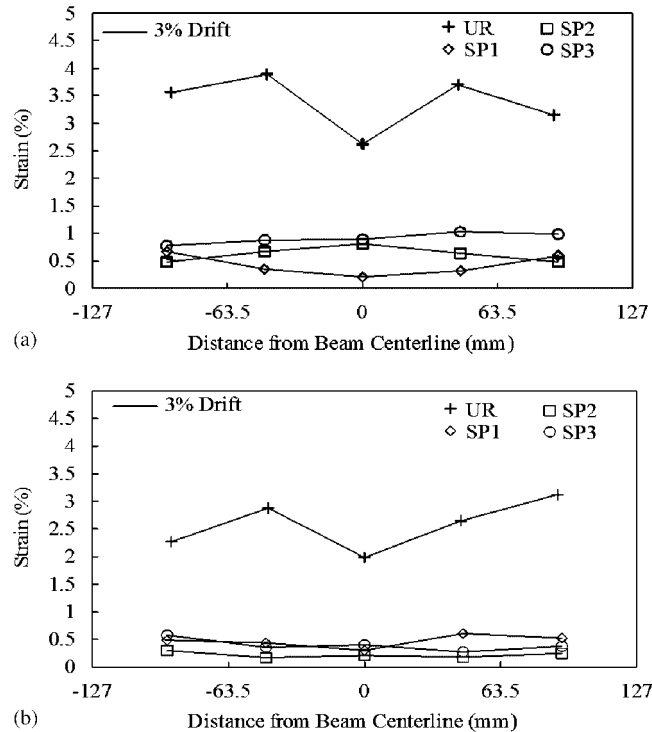 5
4.5
4
3.5
3
2.5
2
1.5
1
0.5
0
Strain (%)
3% Drift
UR
SP2
SP1
SP3
-127
-63.5
0
63.5
127
(a)
Distance from Beam Centerline (mm)
5
4.5
4
3.5
3
2.5
2
1.5
1
0.5
0
Strain (%)
3% Drift
UR
SP2
SP1
SP3
-127
-63.5
0
63.5
127
(b)
Distance from Beam Centerline (mm)